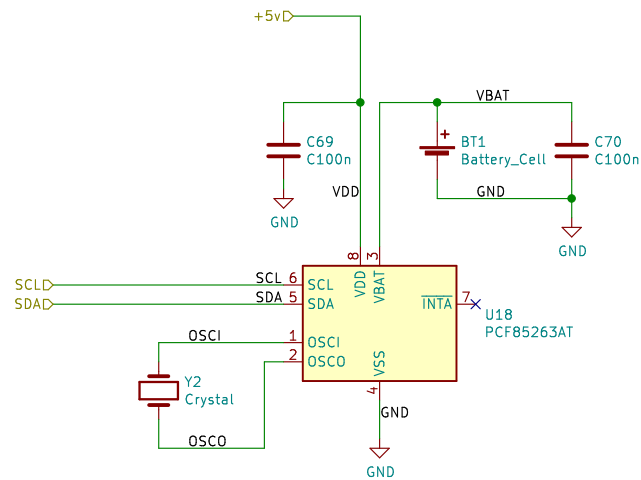 +5v
VBAT
C69
C100n
BT1
Battery_Cell
C70
C100n
VDD
GND
GND
GND
8
3
SCL
SCL
6
SCL
VDD
VBAT
SDA
SDA
5
SDA
INTA
7
U18
PCF85263AT
OSCI
1
OSCI
2
OSCO
VSS
Y2
Crystal
4
GND
OSCO
GND